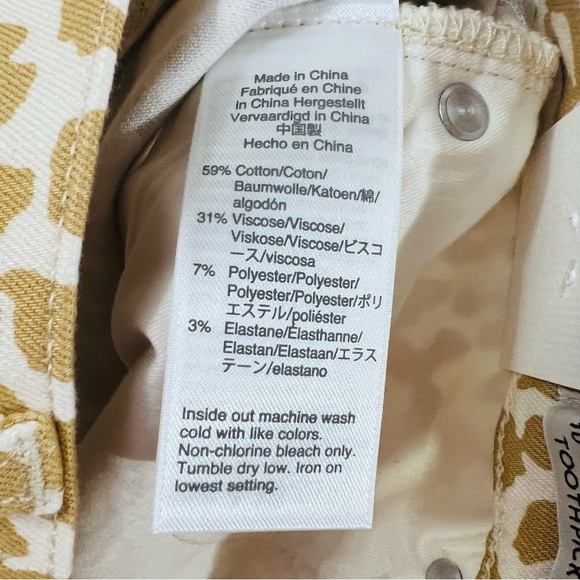 Made in China
Fabriqué en Chine
in China Hergestellt
Vervaardigd in China
中国製
Hecho en China
59% Cotton/Coton/
Baumwolle/Katoen/綿/
algodón
31% Viscose/Viscose/
Viskose/Viscose/ビスコ
ース/viscosa
7% Polyester/Polyester/
Polyester/Polyester/ポリ
エステル/poliéster
3% Elastane/Élasthanne/
Elastan/Elastaan/エラス
テーン/elastano
Inside out machine wash
cold with like colors.
Non-chlorine bleach only.
Tumble dry low. Iron on
lowest setting.
TOOTHPICK